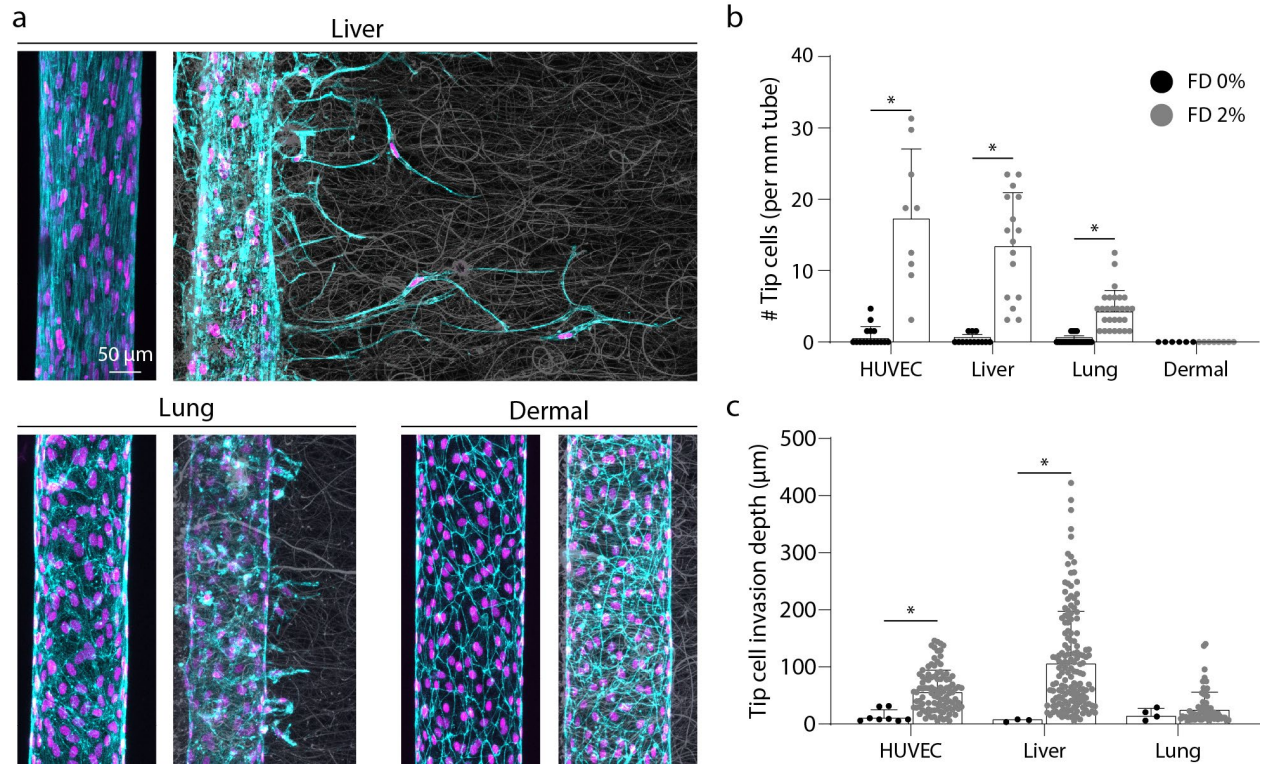 a
Liver
50 µm
Lung
Dermal
b
# Tip cells (per mm tube)
40
30
20
10
0
*
*
*
FD 0%
FD 2%
HUVEC
Liver
Lung
Dermal
c
Tip cell invasion depth (µm)
500
400
300
200
100
0
*
*
HUVEC
Liver
Lung